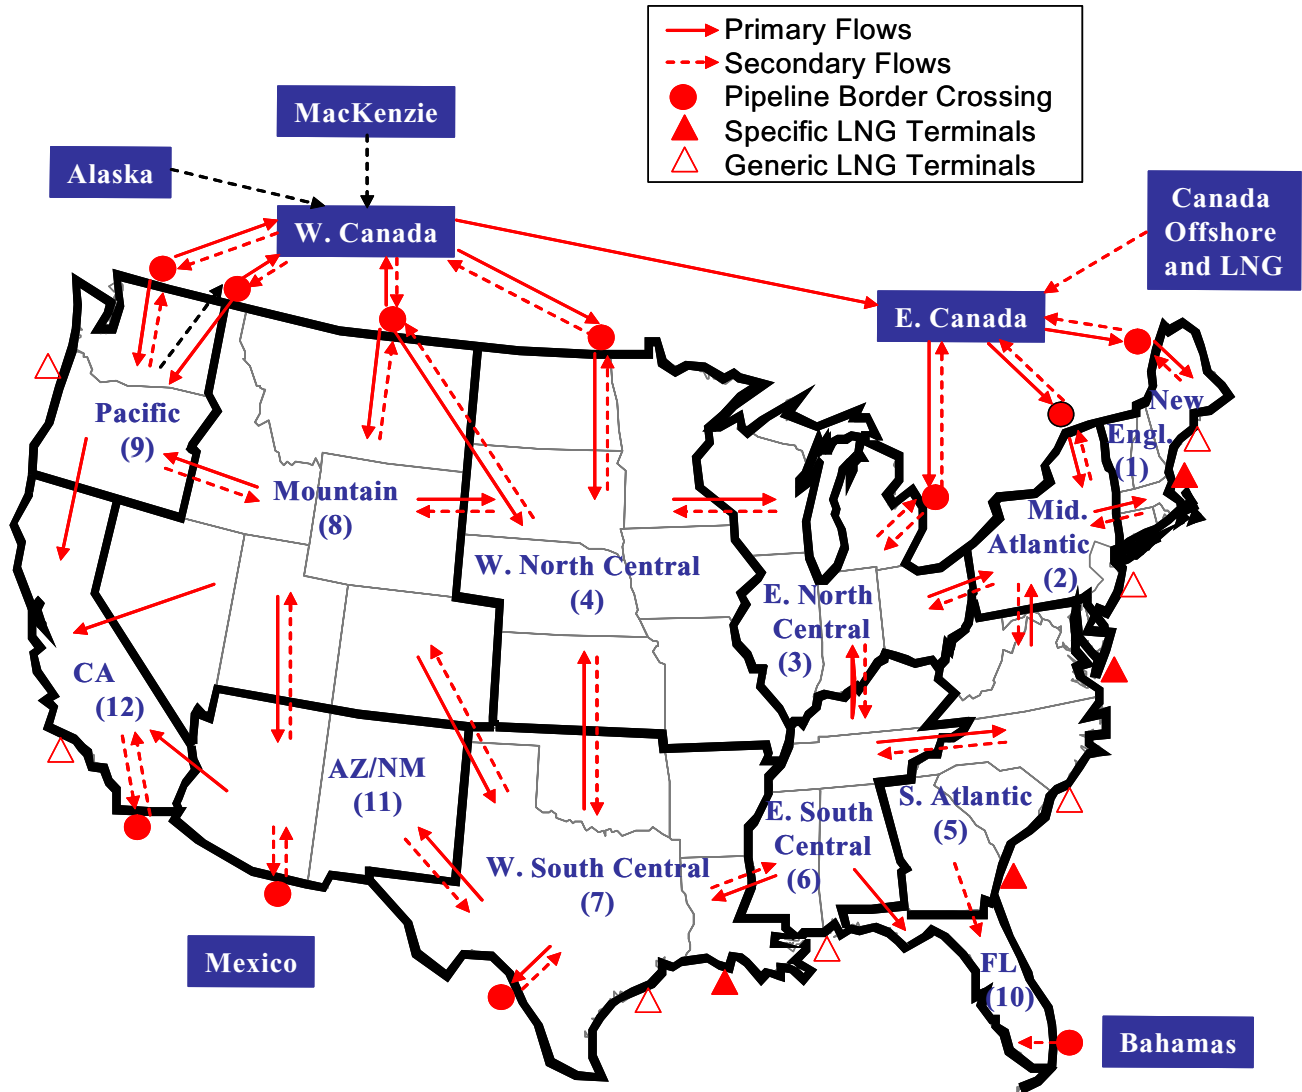 Primary Flows
Secondary Flows
Pipeline Border Crossing
Specific LNG Terminals
Generic LNG Terminals
MacKenzie
Alaska
W. Canada
Canada
Offshore
and LNG
E. Canada
Pacific
(9)
New
Engl.
(1)
Mountain
(8)
Mid.
Atlantic
(2)
W. North Central
(4)
E. North
Central
(3)
CA
(12)
AZ/NM
(11)
S. Atlantic
(5)
E. South
Central
(6)
W. South Central
(7)
Mexico
FL
(10)
Bahamas